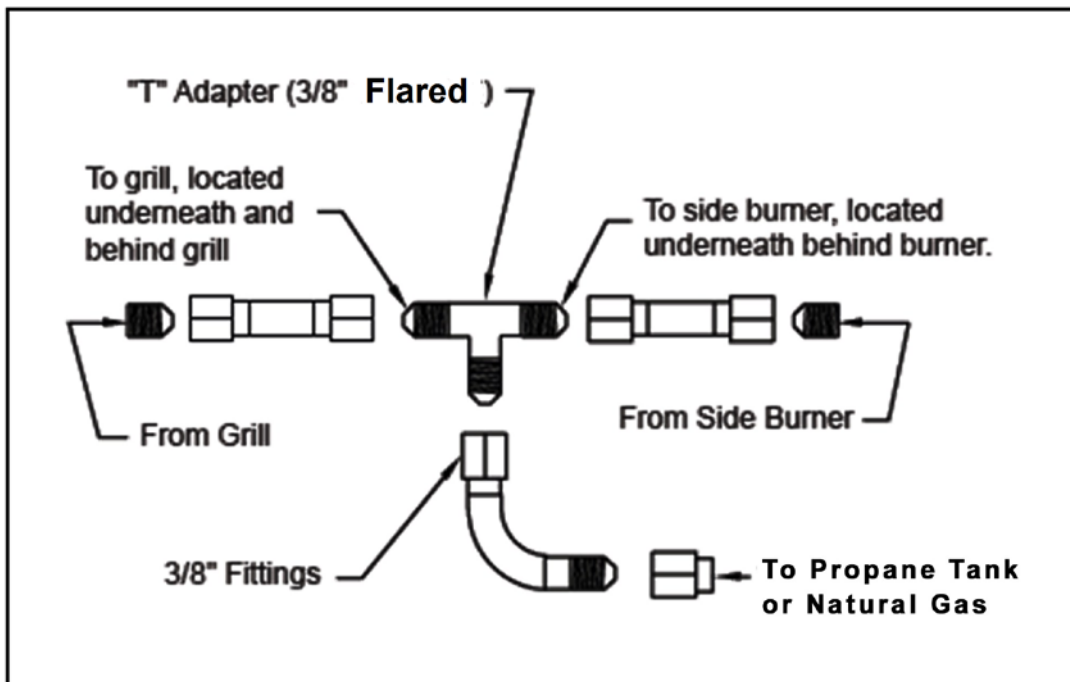 "T" Adapter (3/8" Flared )
To grill, located
underneath and
behind grill
To side burner, located
underneath behind burner.
From Grill
From Side Burner
3/8" Fittings
To Propane Tank
or Natural Gas